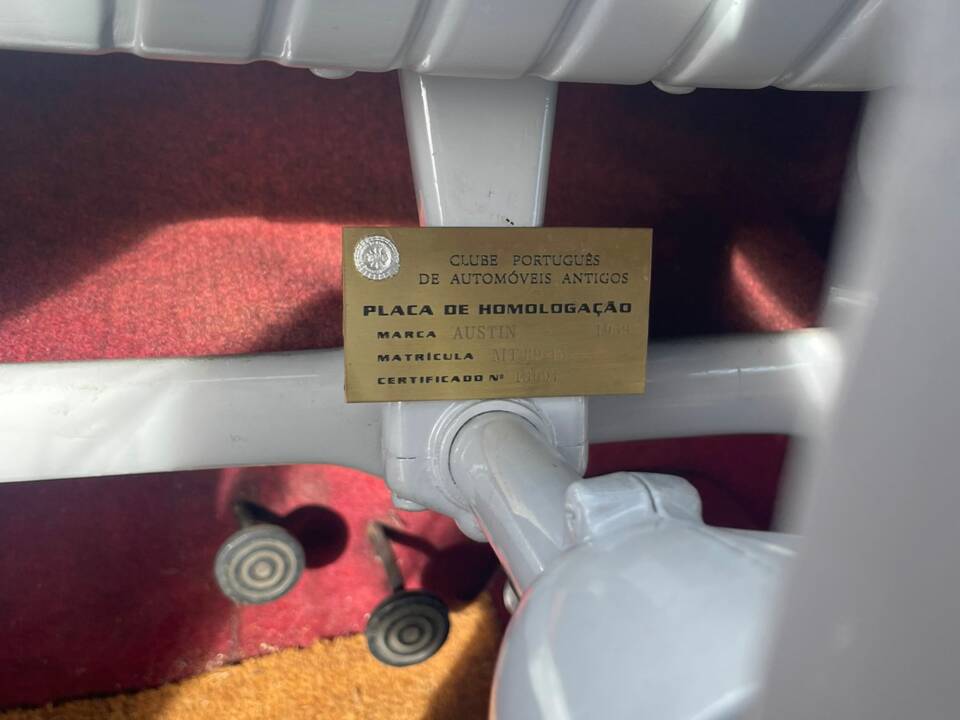 CLUBE PORTUGUÊS
DE AUTOMÓVEIS ANTIGOS
PLACA DE HOMOLOGAÇÃO
MARCA AUSTIN
MATRÍCULA
CERTIFICADO Nº